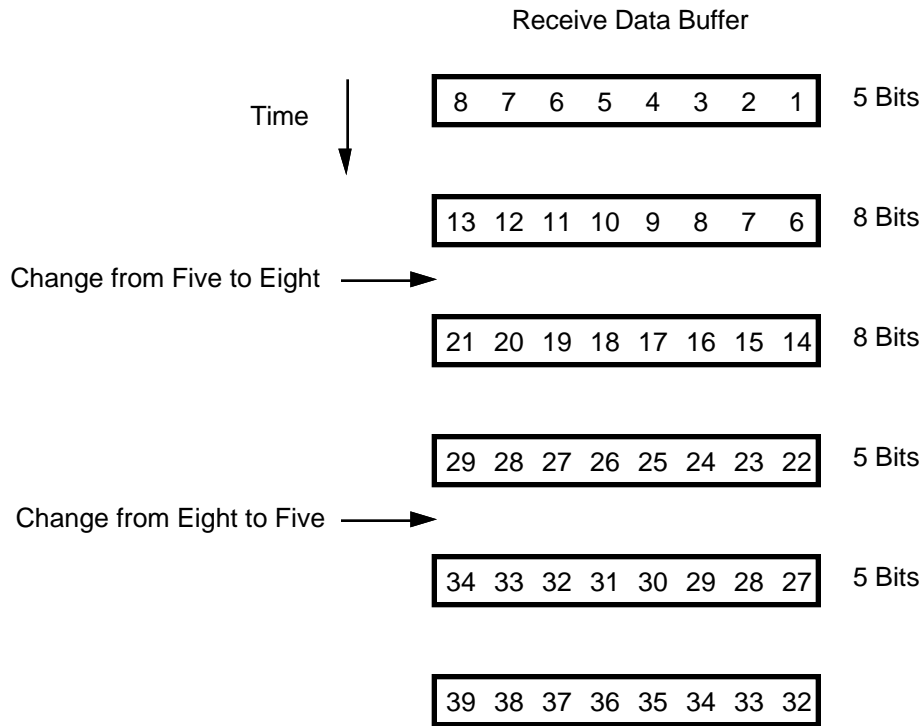 Receive Data Buffer
Time
8 7 6 5 4 3 2 1 5 Bits
13 12 11 10 9 8 7 6 8 Bits
Change from Five to Eight
21 20 19 18 17 16 15 14 8 Bits
29 28 27 26 25 24 23 22 5 Bits
Change from Eight to Five
34 33 32 31 30 29 28 27 5 Bits
39 38 37 36 35 34 33 32